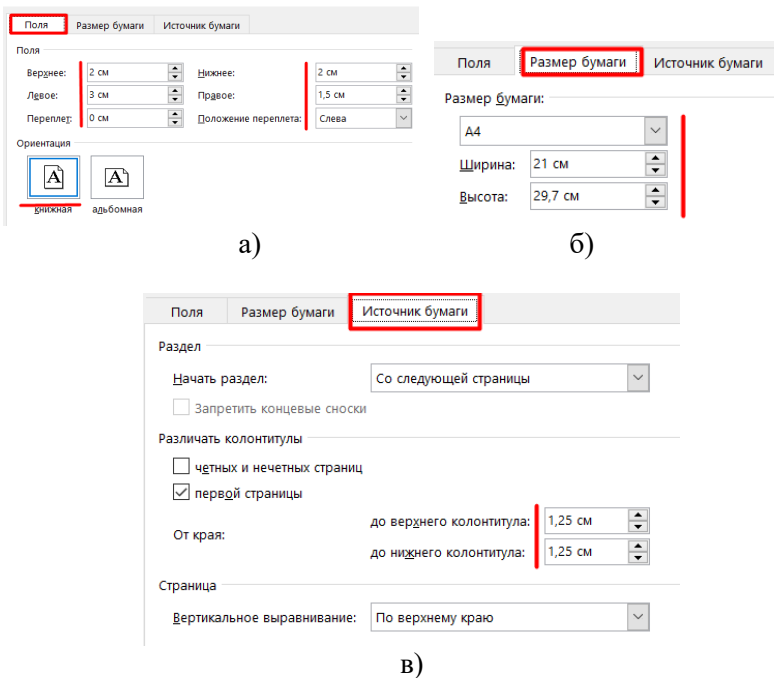 Поля Размер бумаги Источник бумаги
Поля
Верхнее: 2 см Нижнее: 2 см
Левое: 3 см Правое: 1,5 см
Переплет: 0 см Положение переплета: Слева
Ориентация
A A
книжная альбомная
а)
Поля Размер бумаги Источник бумаги
Размер бумаги:
A4
Ширина: 21 см
Высота: 29,7 см
б)
Поля Размер бумаги Источник бумаги
Раздел
Начать раздел: Со следующей страницы
Запретить концевые сноски
Различать колонтитулы
четных и нечетных страниц
первой страницы
От края:
до верхнего колонтитула: 1,25 см
до нижнего колонтитула: 1,25 см
Страница
Вертикальное выравнивание: По верхнему краю
в)